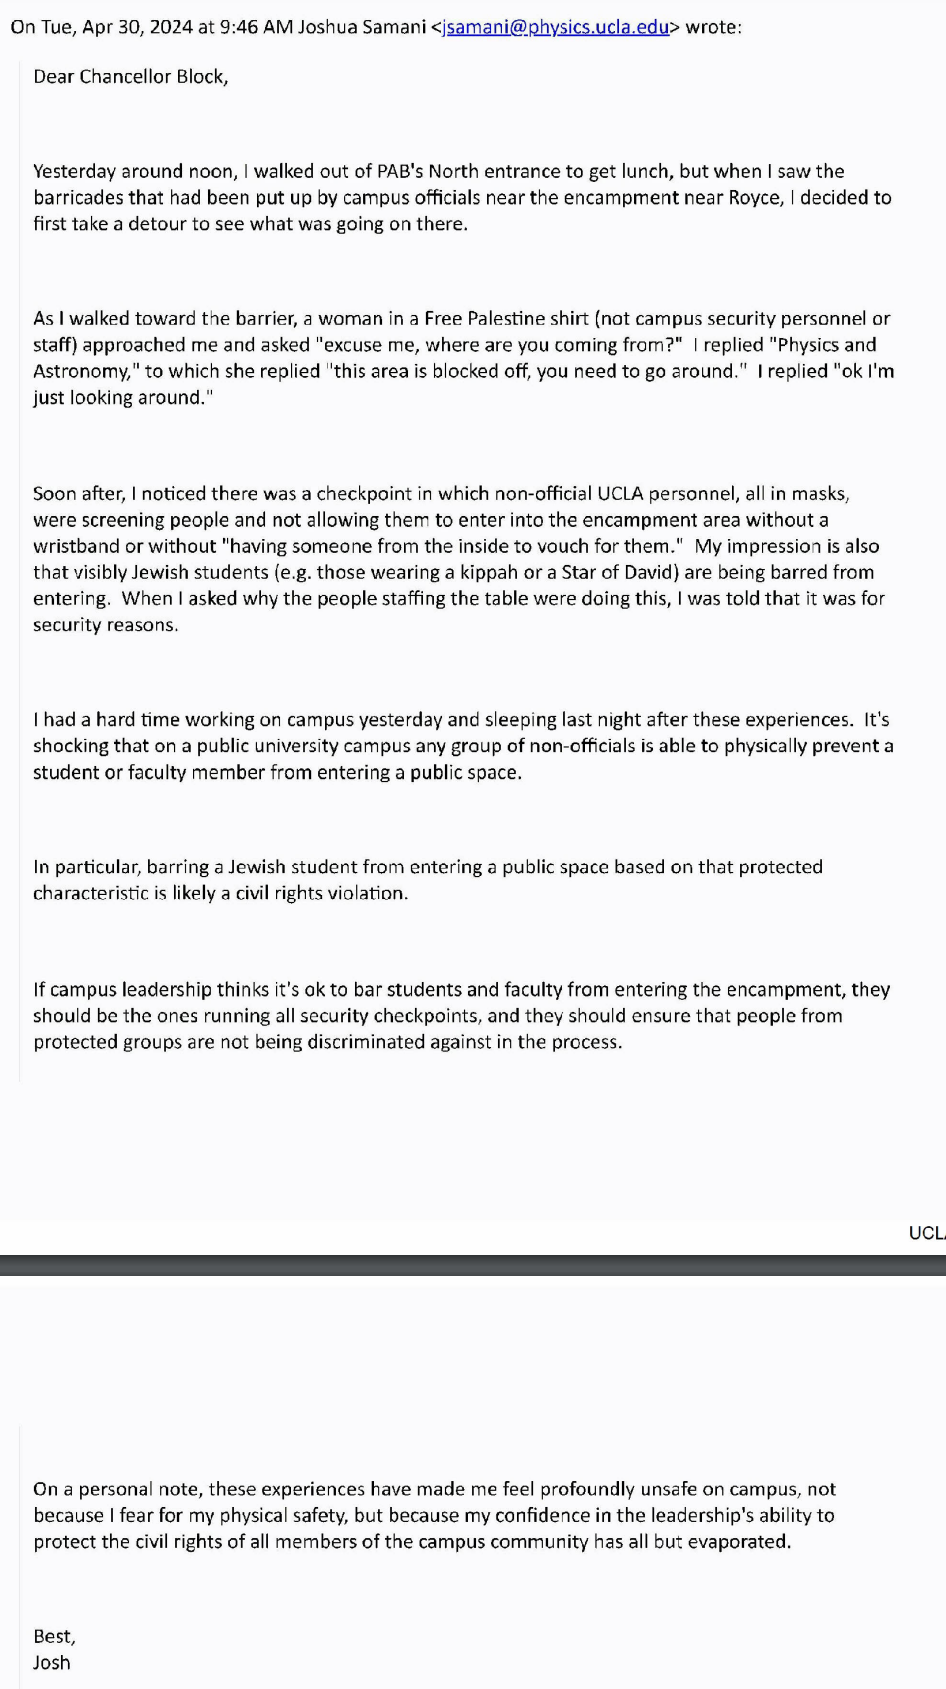 On Tue, Apr 30, 2024 at 9:46 AM Joshua Samani <jsamani@physics.ucla.edu> wrote:
Dear Chancellor Block,
Yesterday around noon, I walked out of PAB's North entrance to get lunch, but when I saw the
barricades that had been put up by campus officials near the encampment near Royce, I decided to
first take a detour to see what was going on there.
As I walked toward the barrier, a woman in a Free Palestine shirt (not campus security personnel or
staff) approached me and asked "excuse me, where are you coming from?"  I replied "Physics and
Astronomy," to which she replied "this area is blocked off, you need to go around."  I replied "ok I'm
just looking around."
Soon after, I noticed there was a checkpoint in which non-official UCLA personnel, all in masks,
were screening people and not allowing them to enter into the encampment area without a
wristband or without "having someone from the inside to vouch for them."  My impression is also
that visibly Jewish students (e.g. those wearing a kippah or a Star of David) are being barred from
entering.  When I asked why the people staffing the table were doing this, I was told that it was for
security reasons.
I had a hard time working on campus yesterday and sleeping last night after these experiences.  It's
shocking that on a public university campus any group of non-officials is able to physically prevent a
student or faculty member from entering a public space.
In particular, barring a Jewish student from entering a public space based on that protected
characteristic is likely a civil rights violation.
If campus leadership thinks it's ok to bar students and faculty from entering the encampment, they
should be the ones running all security checkpoints, and they should ensure that people from
protected groups are not being discriminated against in the process.
UCLA
On a personal note, these experiences have made me feel profoundly unsafe on campus, not
because I fear for my physical safety, but because my confidence in the leadership's ability to
protect the civil rights of all members of the campus community has all but evaporated.
Best,
Josh